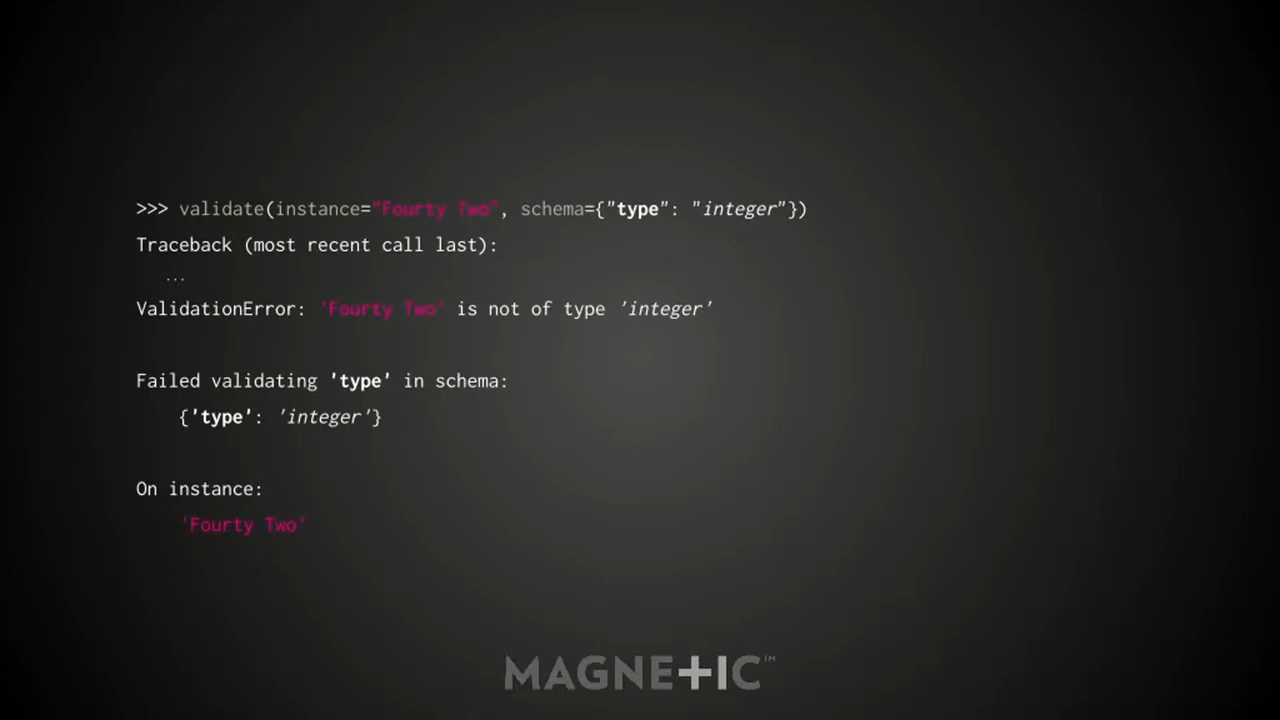 >>> validate(instance="Fourty Two", schema={"type": "integer"})
Traceback (most recent call last):
...
ValidationError: 'Fourty Two' is not of type 'integer'
Failed validating 'type' in schema:
{'type': 'integer'}
On instance:
'Fourty Two'
MAGNETIC™